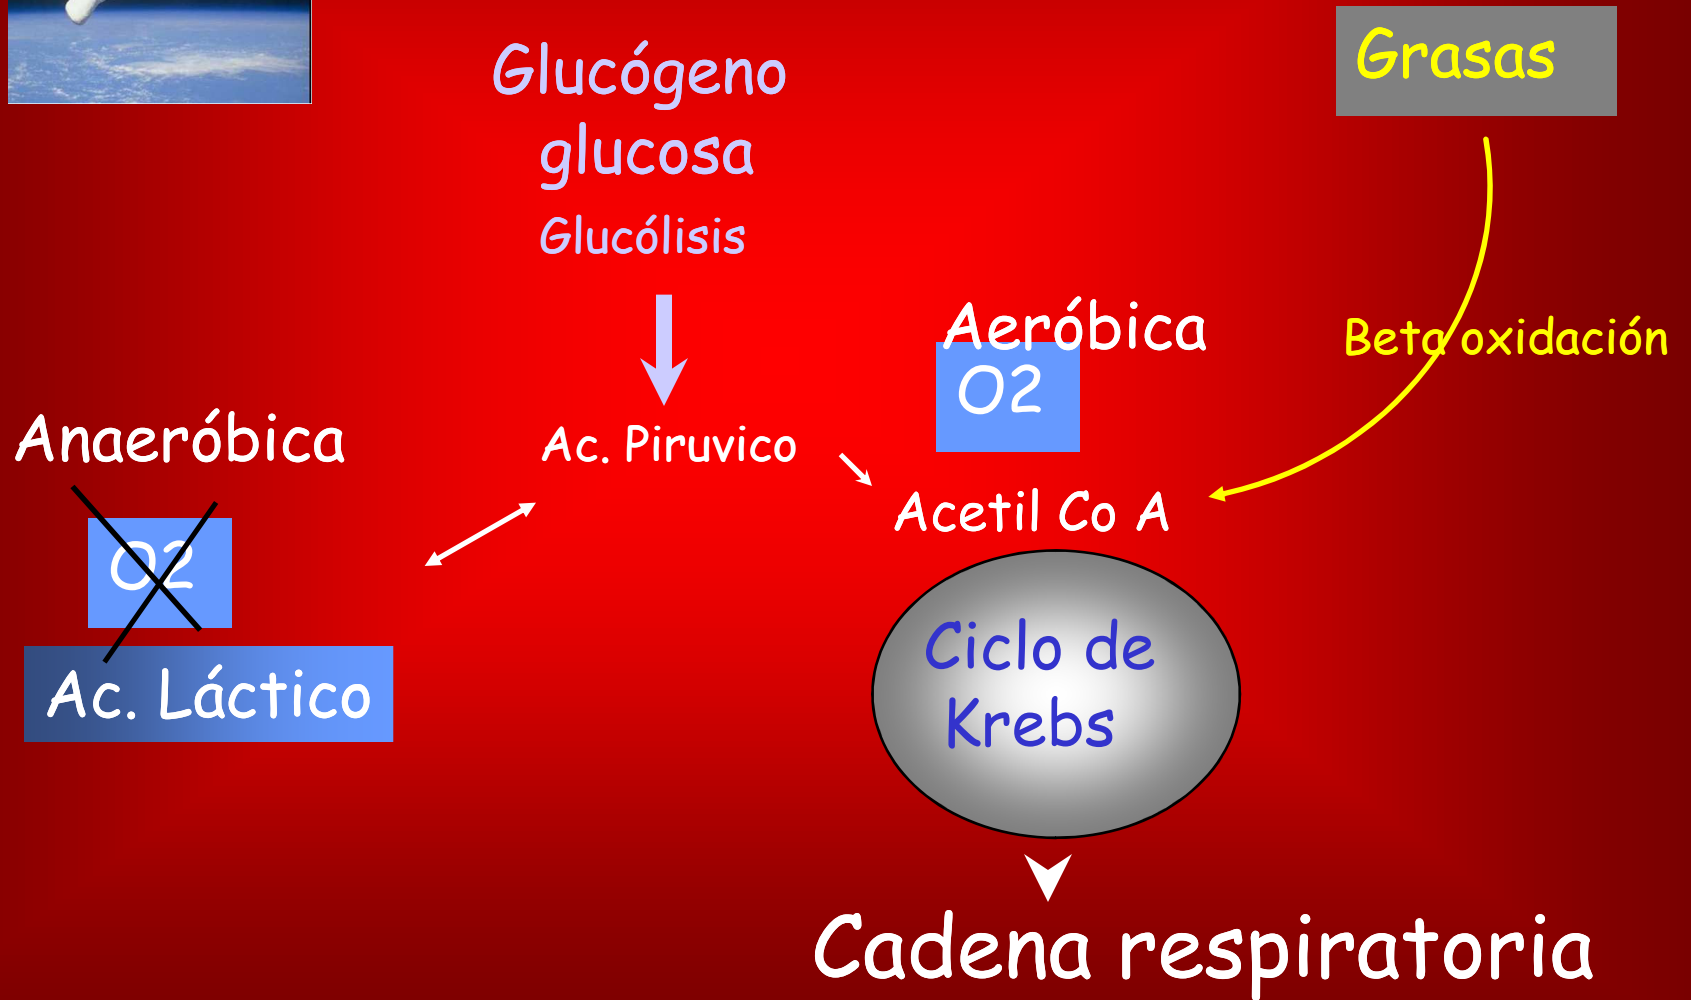 Glucógeno
glucosa
Glucólisis
Grasas
Aeróbica
O2
Beta oxidación
Anaeróbica
O2
Ac. Láctico
Ac. Piruvico
Acetil Co A
Ciclo de
Krebs
Cadena respiratoria